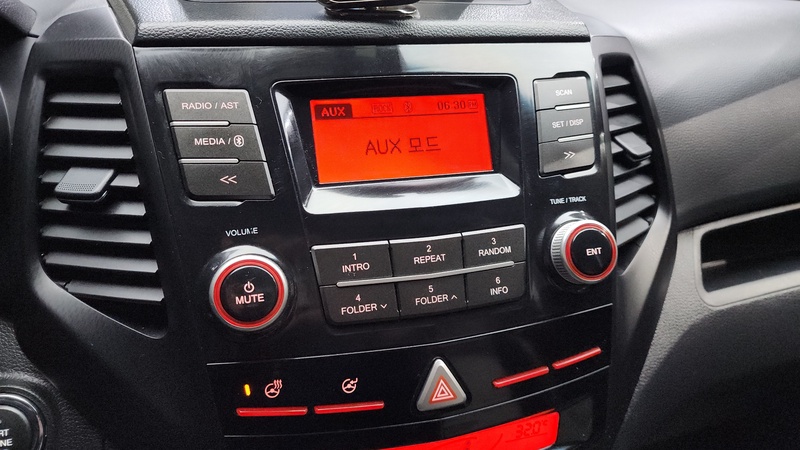 RADIO / AST
MEDIA /
<<
AUX
06:30
AUX 모드
SCAN
SET / DISP
>>
VOLUME
MUTE
TUNE / TRACK
ENT
1
INTRO
2
REPEAT
3
RANDOM
4
FOLDER
5
FOLDER
6
INFO
320